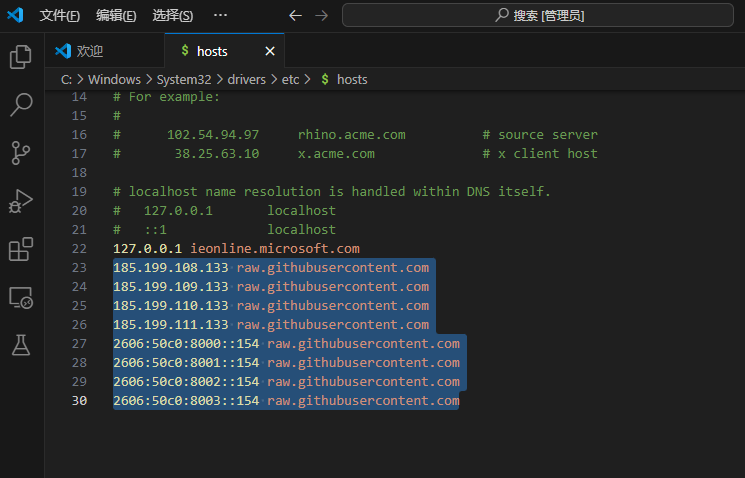 文件(F) 编辑(E) 选择(S) ··· 搜索 [管理员]
欢迎 $ hosts
C: > Windows > System32 > drivers > etc > $ hosts
14 # For example:
15 #
16 # 102.54.94.97 rhino.acme.com # source server
17 # 38.25.63.10 x.acme.com # x client host
18
19 # localhost name resolution is handled within DNS itself.
20 # 127.0.0.1 localhost
21 # ::1 localhost
22 127.0.0.1 ieonline.microsoft.com
23 185.199.108.133 raw.githubusercontent.com
24 185.199.109.133 raw.githubusercontent.com
25 185.199.110.133 raw.githubusercontent.com
26 185.199.111.133 raw.githubusercontent.com
27 2606:50c0:8000::154 raw.githubusercontent.com
28 2606:50c0:8001::154 raw.githubusercontent.com
29 2606:50c0:8002::154 raw.githubusercontent.com
30 2606:50c0:8003::154 raw.githubusercontent.com